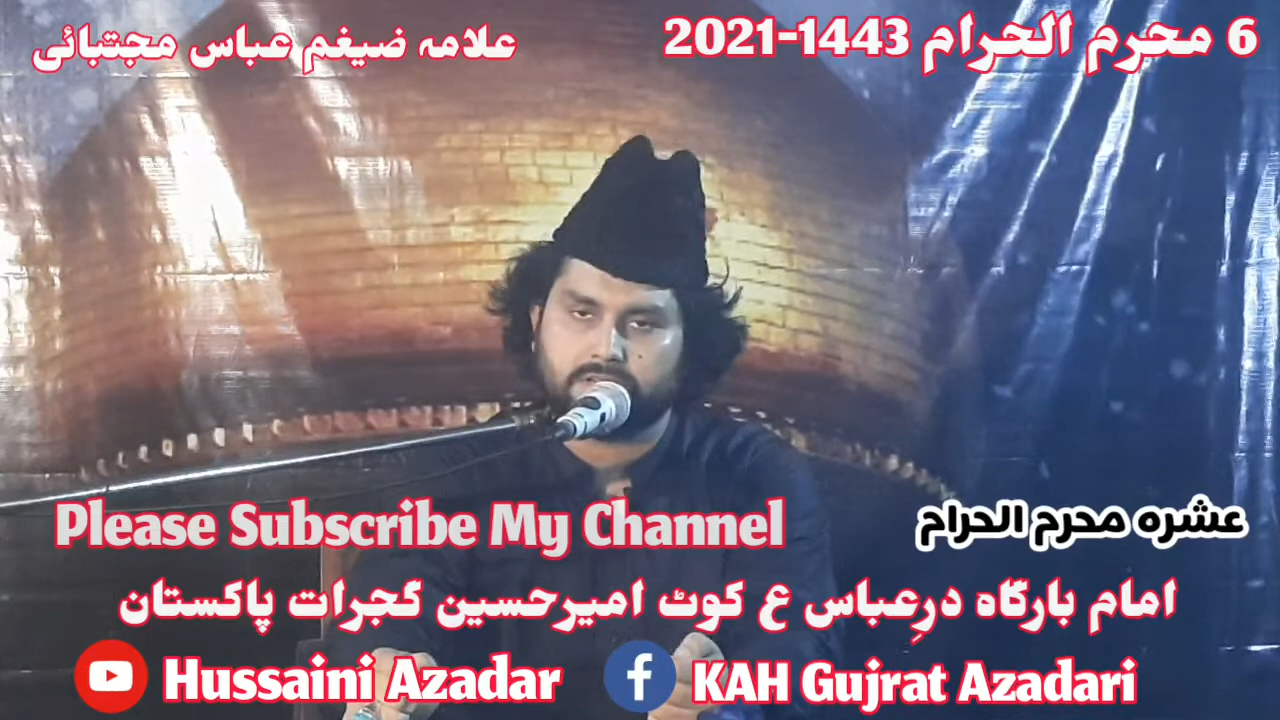 6 محرم الحرام 1443-2021
علامہ ضیغم عباس مجتبائی
Please Subscribe My Channel
عشرہ محرم الحرام
امام بارگاہ درِعباس ع کوٹ امیرحسین گجرات پاکستان
Hussaini Azadar
KAH Gujrat Azadari